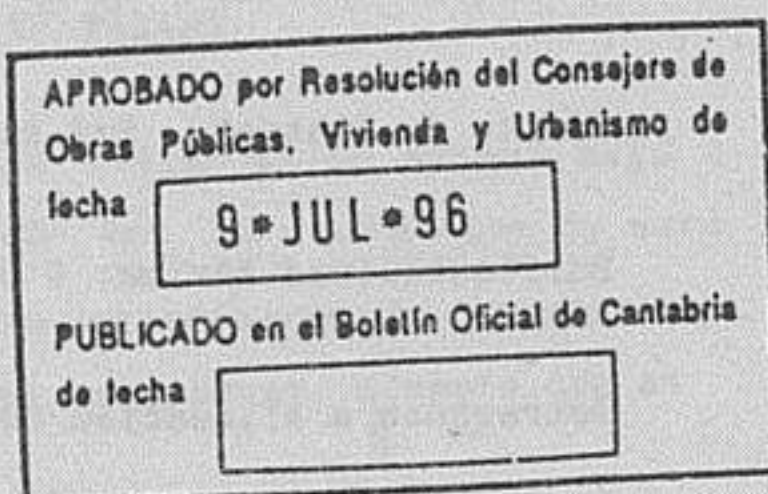 APROBADO por Resolución del Consejero de
Obras Públicas, Vivienda y Urbanismo de
fecha
9*JUL*96
PUBLICADO en el Boletín Oficial de Cantabria
de fecha